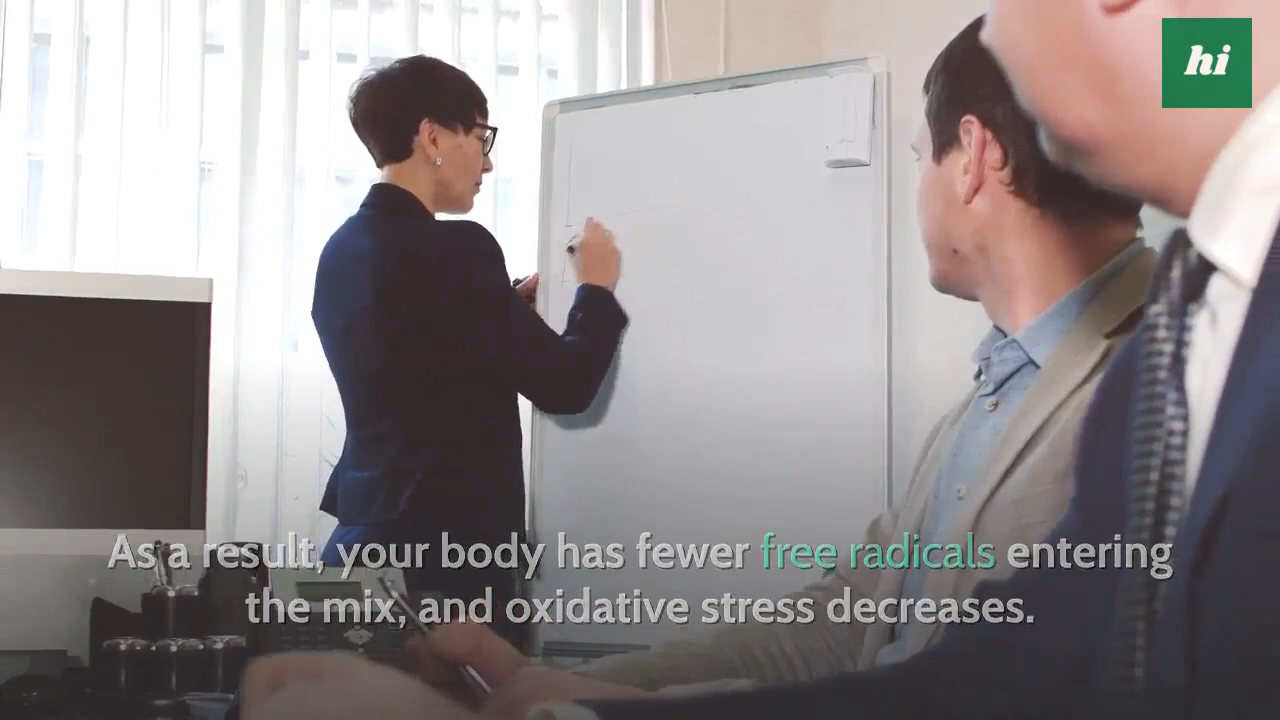 hi
As a result, your body has fewer free radicals entering
the mix, and oxidative stress decreases.